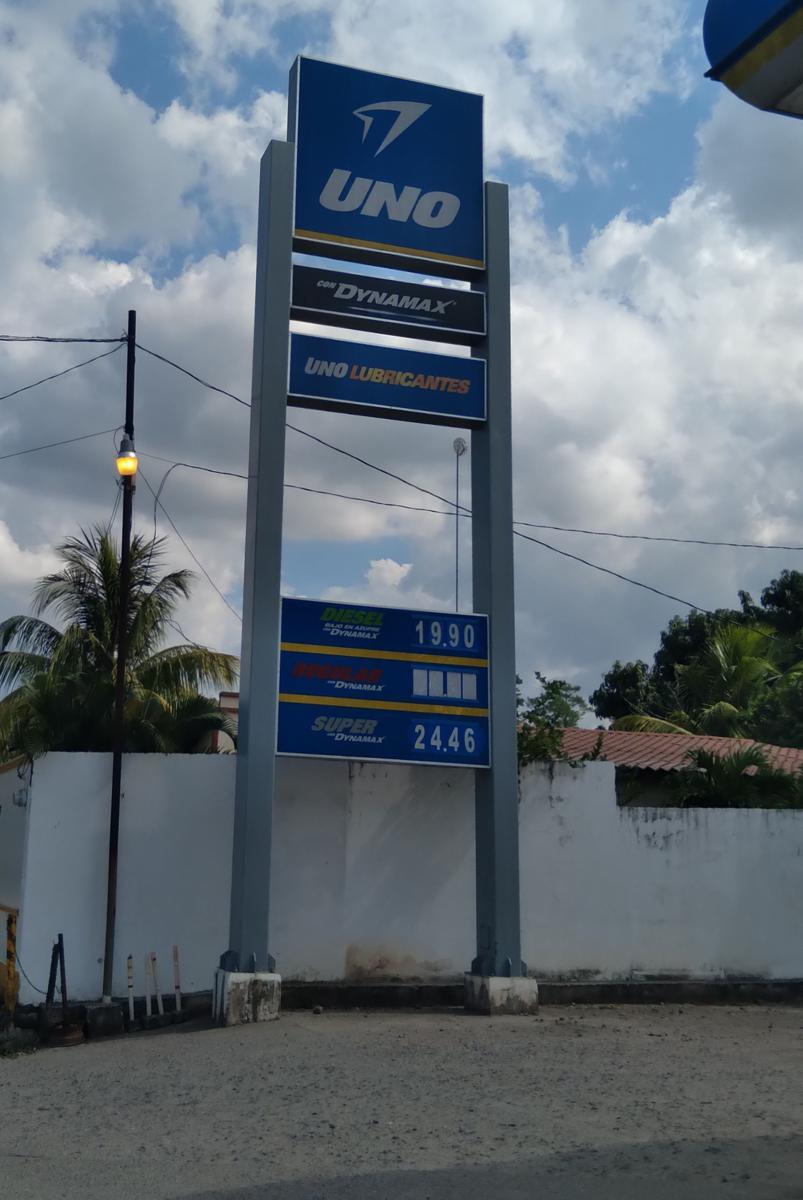 UNO
CON DYNAMAX
UNO LUBRICANTES
DIESEL
BAJO EN AZUFRE
CON DYNAMAX
19.90
REGULAR
CON DYNAMAX
SUPER
CON DYNAMAX
24.46